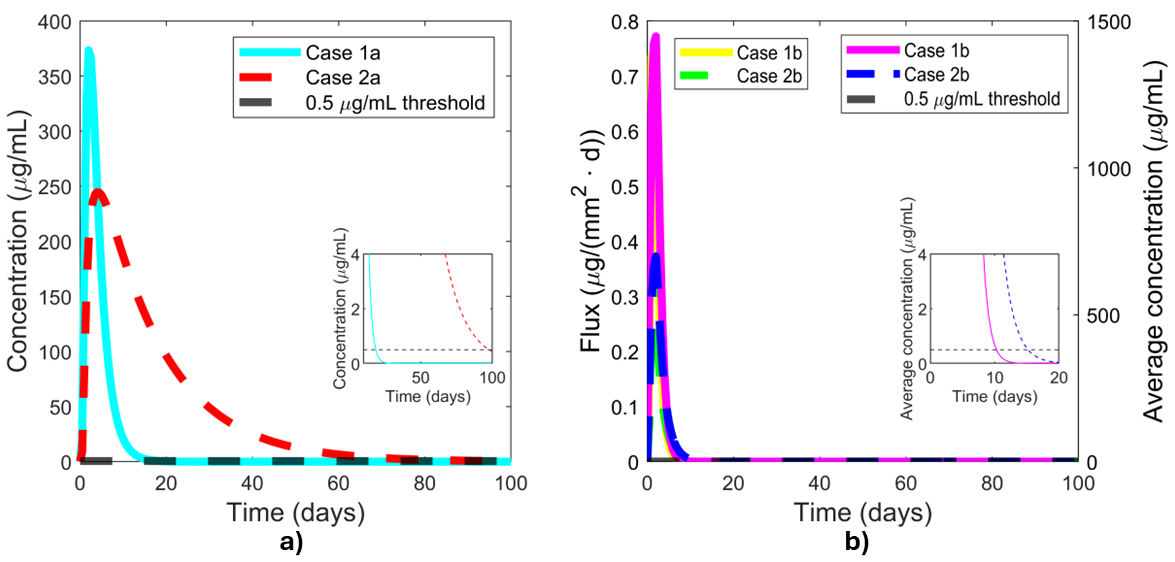 400
350
300
250
200
150
100
50
0
Concentration (μg/mL)
Case 1a
Case 2a
0.5 μg/mL threshold
Concentration (μg/mL)
4
2
0
50
100
Time (days)
0
20
40
60
80
100
Time (days)
a)
0.8
0.7
0.6
0.5
0.4
0.3
0.2
0.1
0
Flux (μg/(mm² · d))
Case 1b
Case 2b
Case 1b
Case 2b
0.5 μg/mL threshold
Average concentration (μg/mL)
4
2
0
0
10
20
Time (days)
1500
1000
500
0
Average concentration (μg/mL)
0
20
40
60
80
100
Time (days)
b)